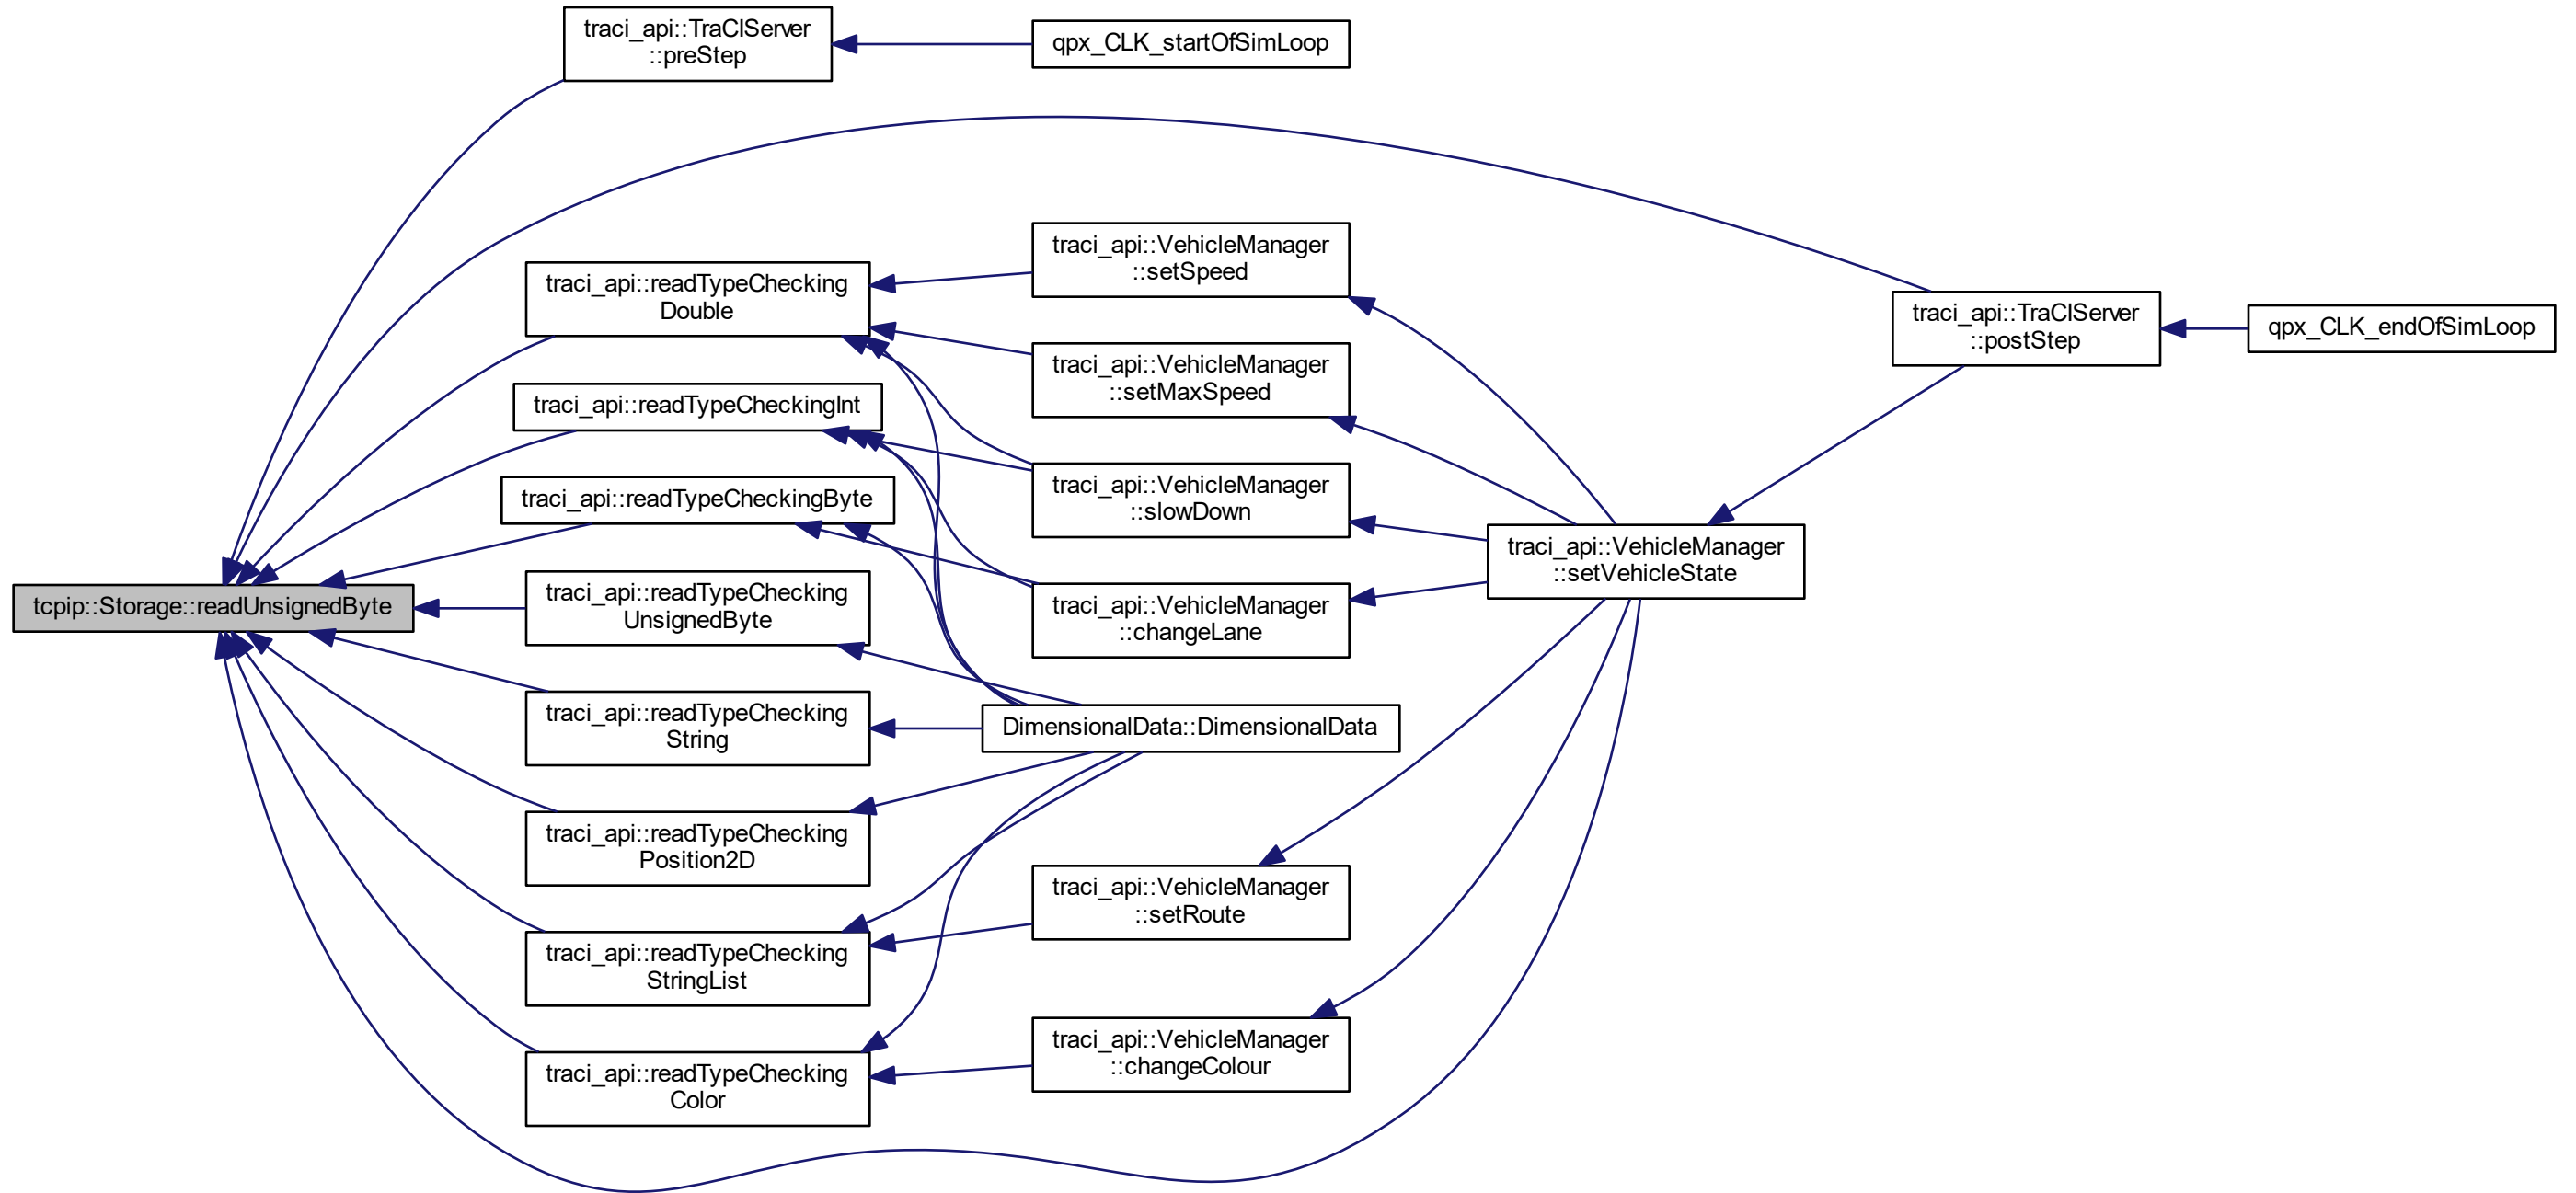 traci_api::TraCIServer
::preStep
qpx_CLK_startOfSimLoop
traci_api::VehicleManager
::setSpeed
traci_api::readTypeChecking
Double
traci_api::TraCIServer
::postStep
qpx_CLK_endOfSimLoop
traci_api::VehicleManager
::setMaxSpeed
traci_api::readTypeCheckingInt
traci_api::VehicleManager
::slowDown
traci_api::readTypeCheckingByte
traci_api::VehicleManager
::setVehicleState
tcpip::Storage::readUnsignedByte
traci_api::readTypeChecking
UnsignedByte
traci_api::VehicleManager
::changeLane
traci_api::readTypeChecking
String
DimensionalData::DimensionalData
traci_api::readTypeChecking
Position2D
traci_api::VehicleManager
::setRoute
traci_api::readTypeChecking
StringList
traci_api::VehicleManager
::changeColour
traci_api::readTypeChecking
Color